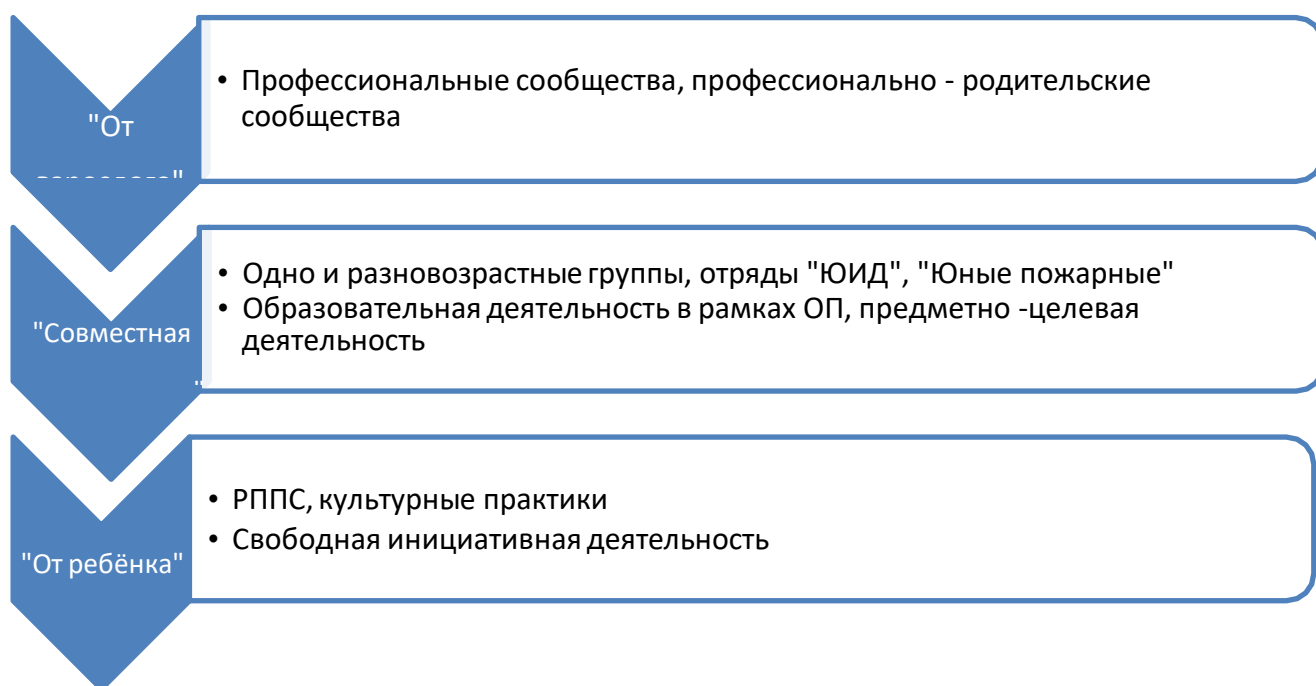 "От
• Профессиональные сообщества, профессионально - родительские
сообщества
"Совместная
"
• Одно и разновозрастные группы, отряды "ЮИД", "Юные пожарные"
• Образовательная деятельность в рамках ОП, предметно -целевая
деятельность
"От ребёнка"
• РППС, культурные практики
• Свободная инициативная деятельность